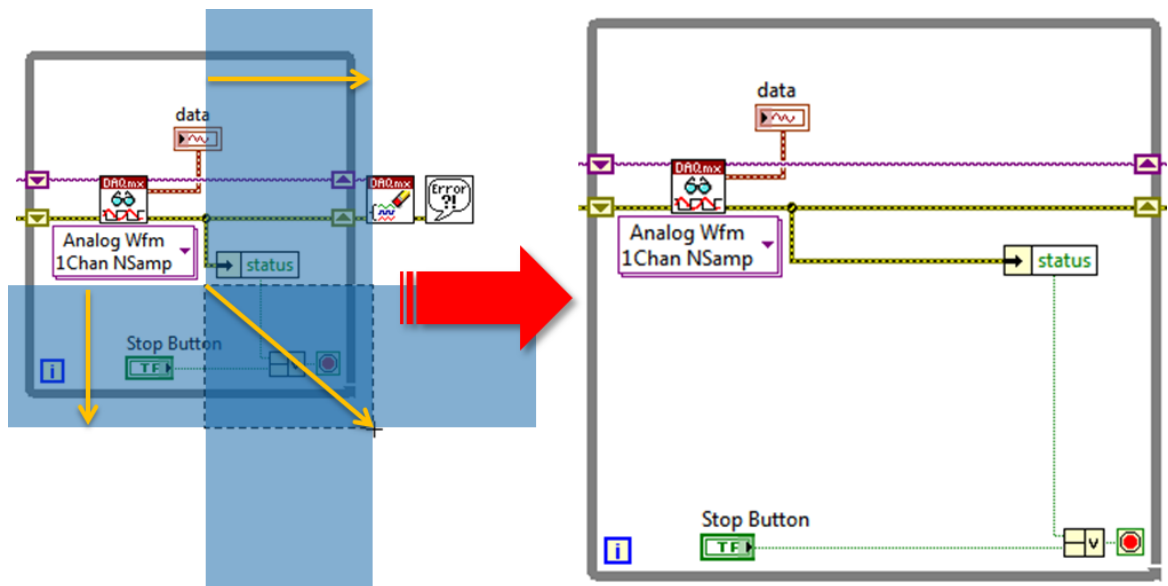 data
DAQmx
Analog Wfm
1Chan NSamp
DAQmx
Error
?!
status
Stop Button
TF
V
i
data
DAQmx
Analog Wfm
1Chan NSamp
status
Stop Button
TF
V
i